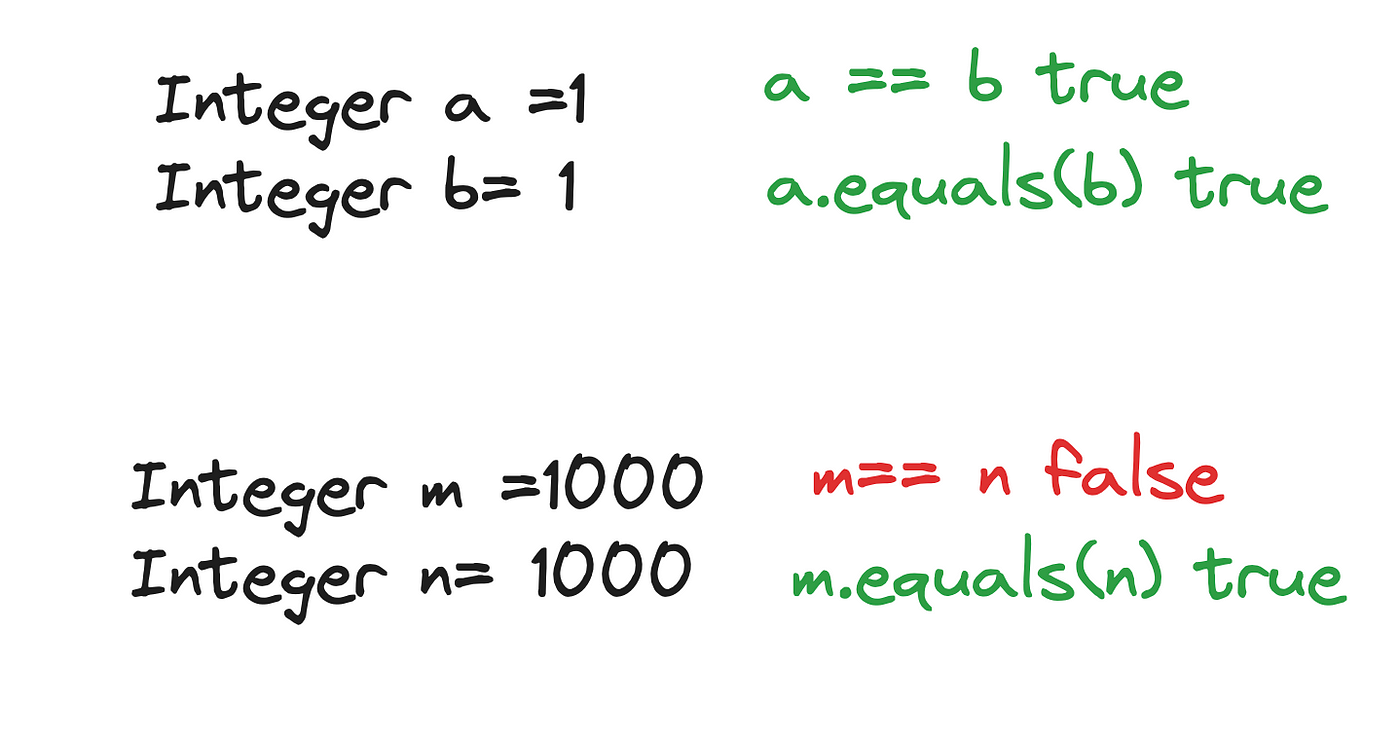 Integer a =1
Integer b= 1
a == b true
a.equals(b) true
Integer m =1000
Integer n= 1000
m== n false
m.equals(n) true